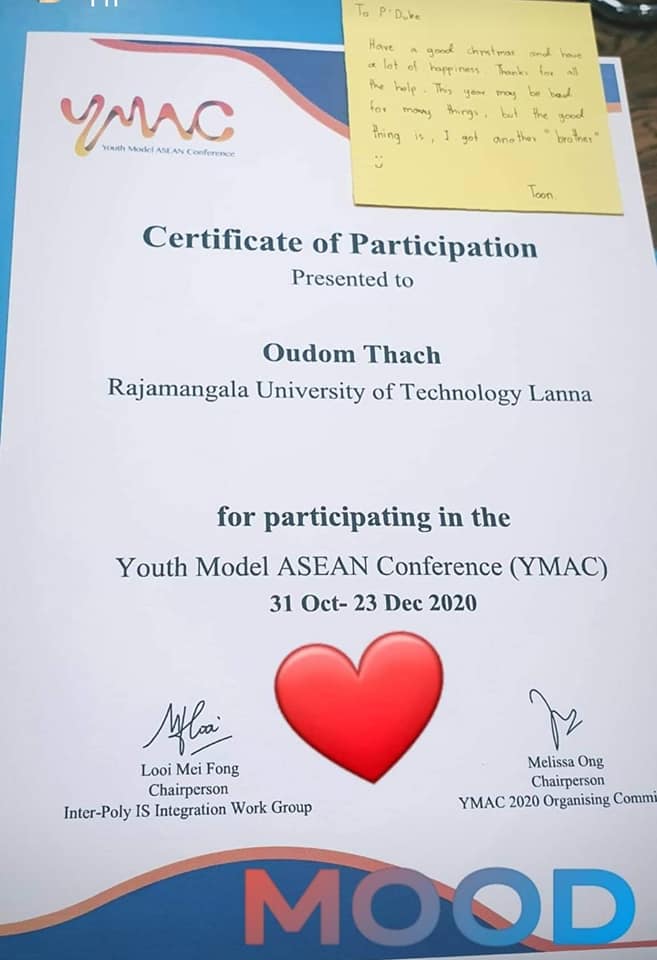 To P'Duke
Have a good chrstmas and have
a lot of happiness. Thanks for all
the help. This year may be bad
for many things, but the good
thing is, I got another "brother"
:)
Toon.
YMAC
Youth Model ASEAN Conference
Certificate of Participation
Presented to
Oudom Thach
Rajamangala University of Technology Lanna
for participating in the
Youth Model ASEAN Conference (YMAC)
31 Oct- 23 Dec 2020
Looi Mei Fong
Chairperson
Inter-Poly IS Integration Work Group
Melissa Ong
Chairperson
YMAC 2020 Organising Commi
MOOD